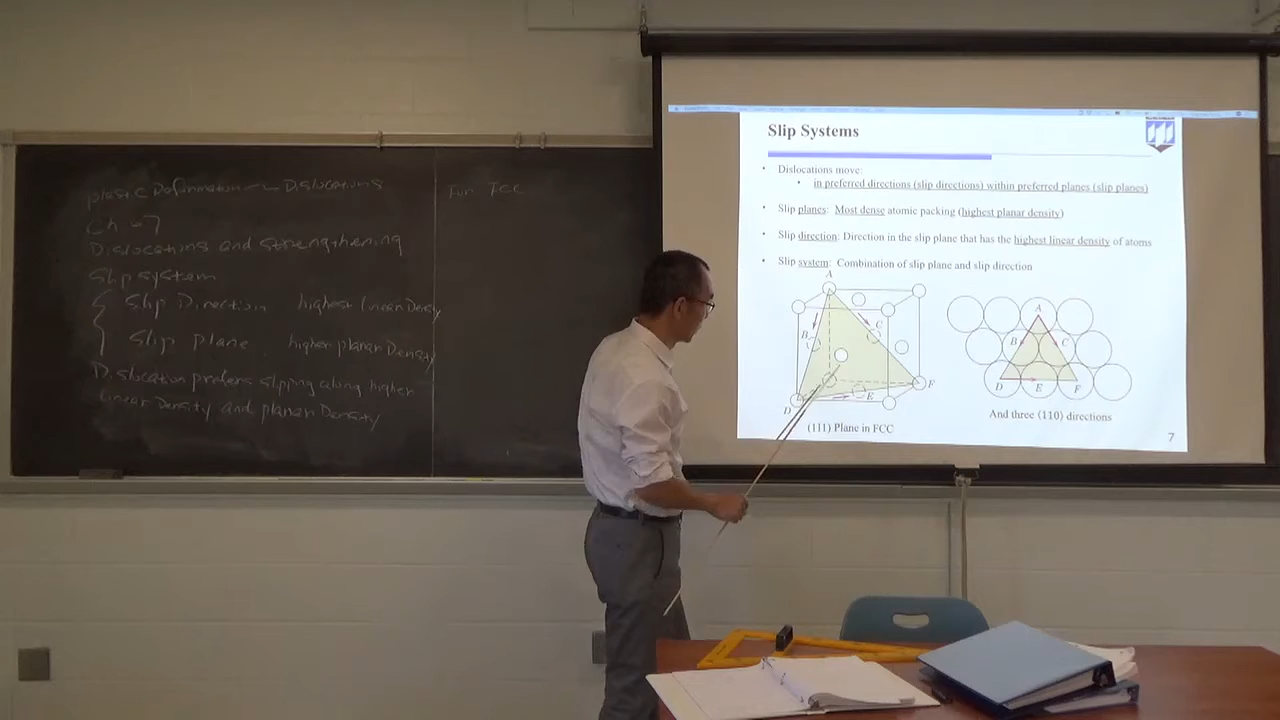 plastic Deformation Dislocations
Ch 7
Dislocations and strengthening
Slip system
Slip Direction highest linear Density
Slip plane higher planar Density
Dislocation prefers slipping along higher
linear Density and planar Density
For FCC
Slip Systems
• Dislocations move:
• in preferred directions (slip directions) within preferred planes (slip planes)
• Slip planes: Most dense atomic packing (highest planar density)
• Slip direction: Direction in the slip plane that has the highest linear density of atoms
• Slip system: Combination of slip plane and slip direction
A
B
C
D
E
F
(111) Plane in FCC
A
B
C
D
E
F
And three ⟨110⟩ directions
7